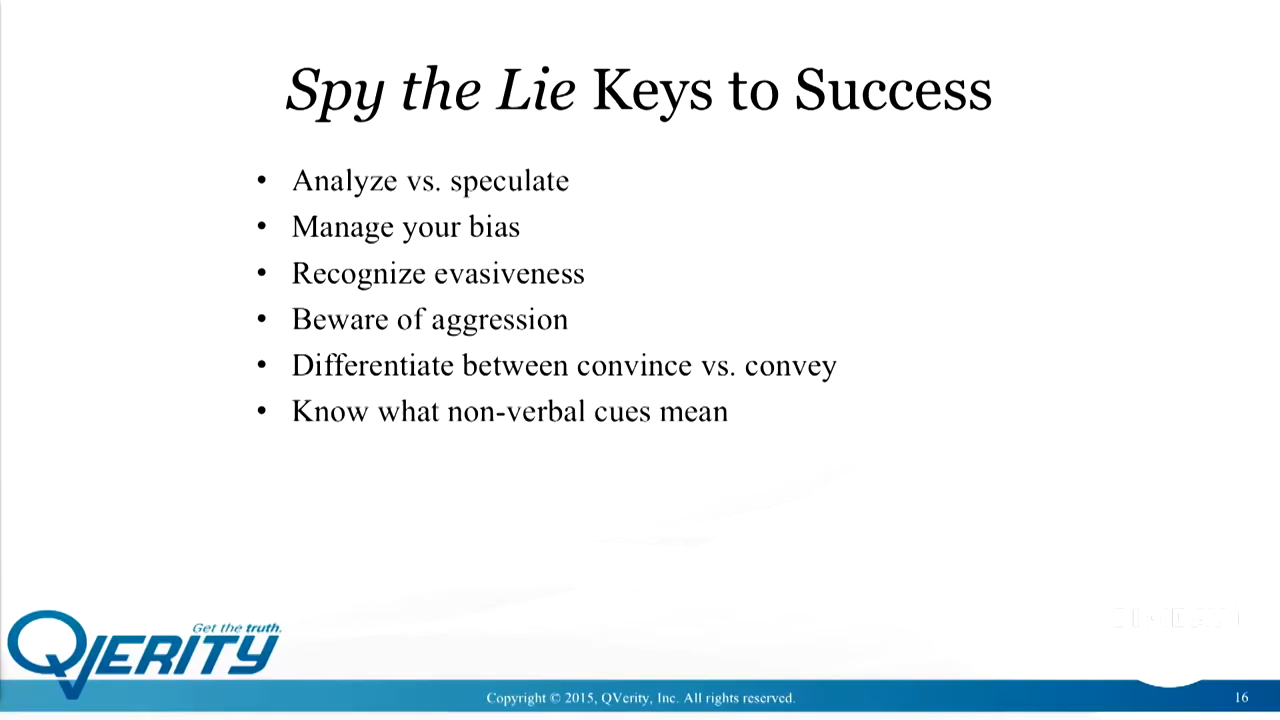 Spy the Lie Keys to Success
• Analyze vs. speculate
• Manage your bias
• Recognize evasiveness
• Beware of aggression
• Differentiate between convince vs. convey
• Know what non-verbal cues mean
Get the truth.
QVERITY
Copyright © 2015, QVerity, Inc. All rights reserved.
16